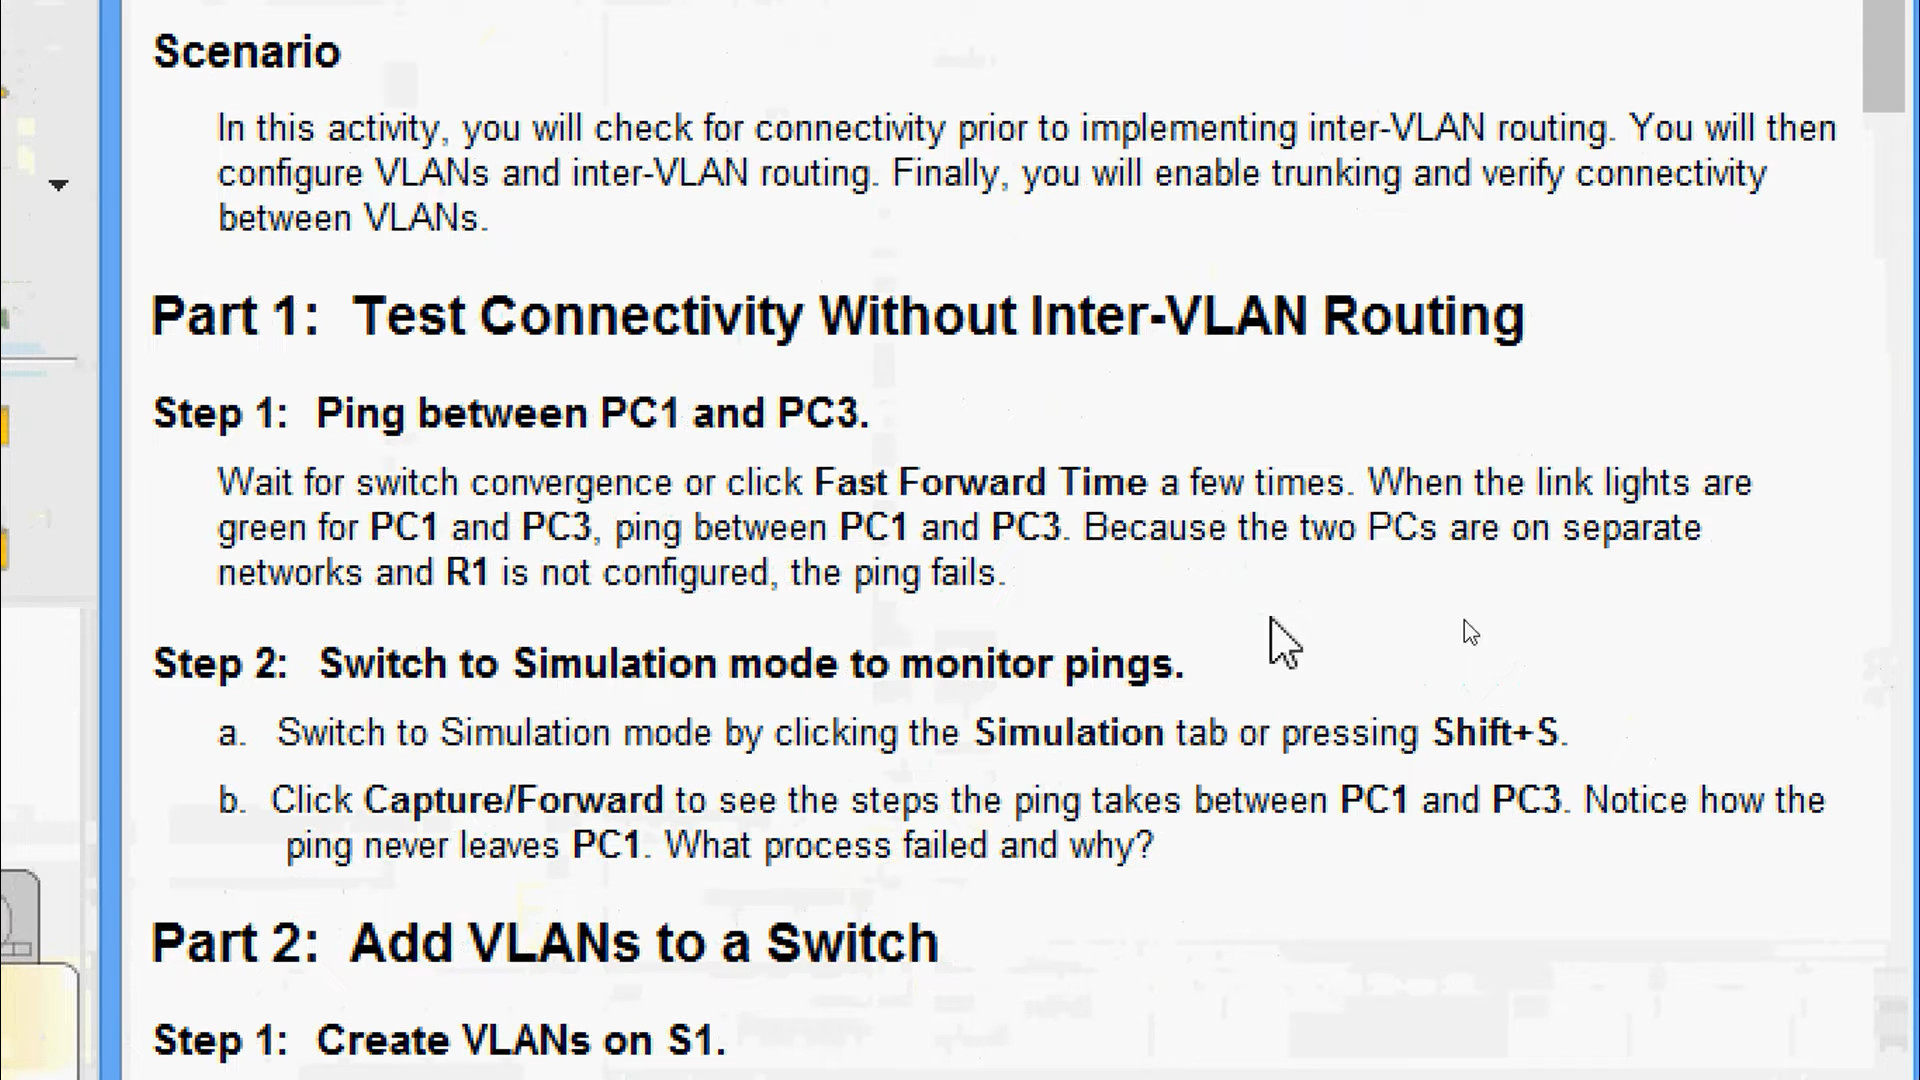 Scenario
In this activity, you will check for connectivity prior to implementing inter-VLAN routing. You will then
configure VLANs and inter-VLAN routing. Finally, you will enable trunking and verify connectivity
between VLANs.
Part 1: Test Connectivity Without Inter-VLAN Routing
Step 1: Ping between PC1 and PC3.
Wait for switch convergence or click Fast Forward Time a few times. When the link lights are
green for PC1 and PC3, ping between PC1 and PC3. Because the two PCs are on separate
networks and R1 is not configured, the ping fails.
Step 2: Switch to Simulation mode to monitor pings.
a. Switch to Simulation mode by clicking the Simulation tab or pressing Shift+S.
b. Click Capture/Forward to see the steps the ping takes between PC1 and PC3. Notice how the
ping never leaves PC1. What process failed and why?
Part 2: Add VLANs to a Switch
Step 1: Create VLANs on S1.